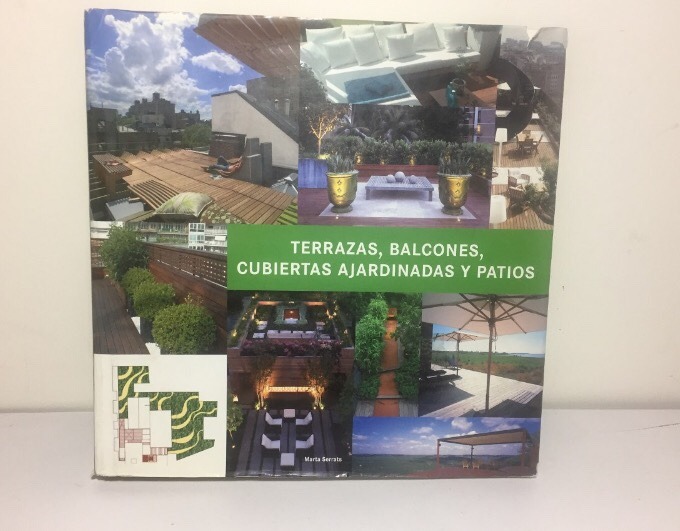 TERRAZAS, BALCONES,
CUBIERTAS AJARDINADAS Y PATIOS
Marta Serrats